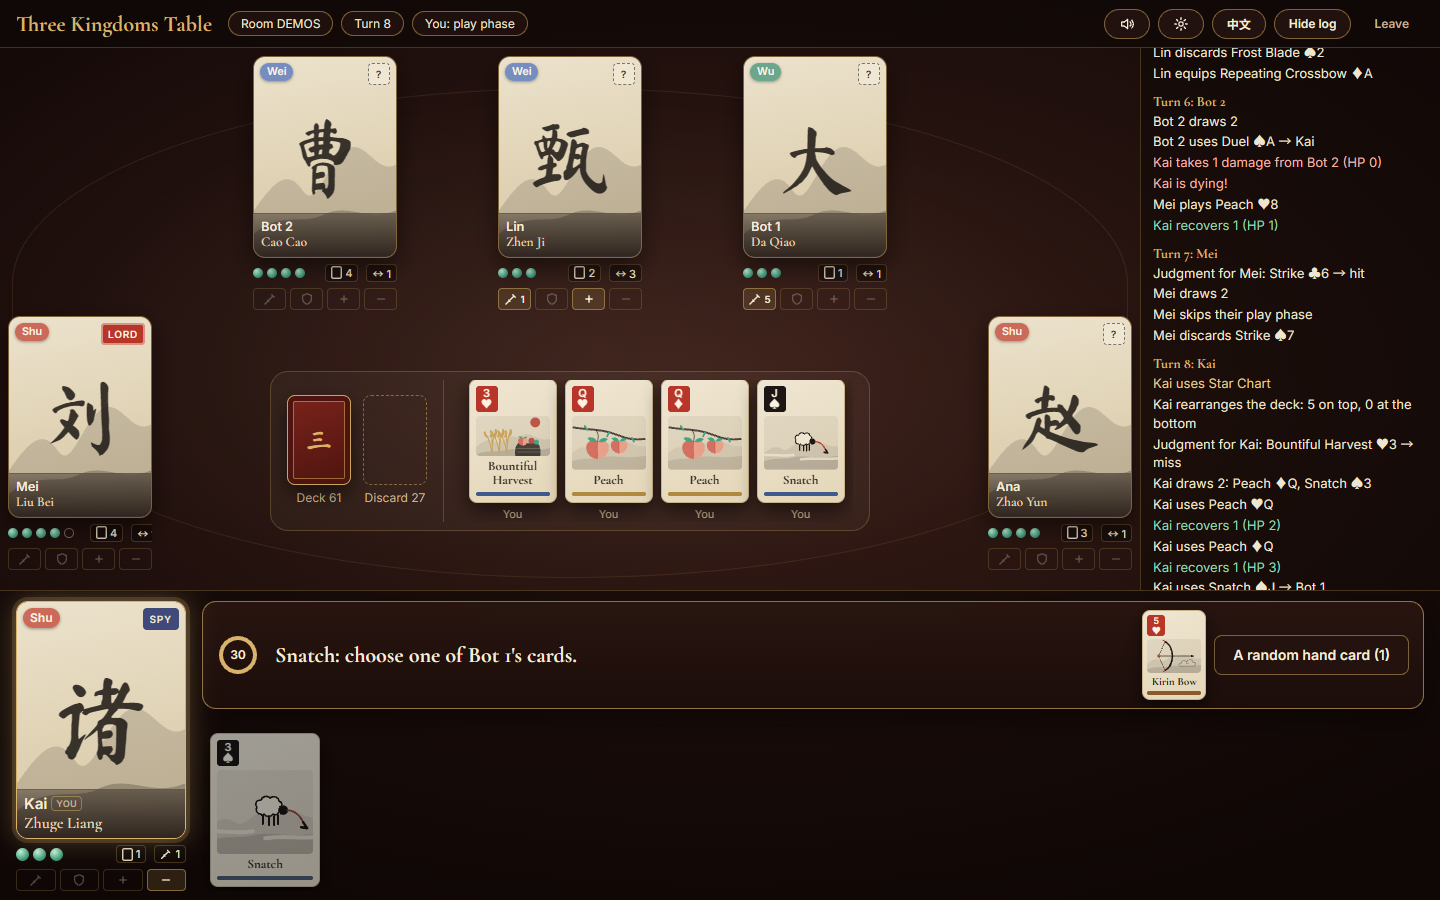 Three Kingdoms Table
Room DEMOS
Turn 8
You: play phase
中文
Hide log
Leave
Wei
?
曹
Bot 2
Cao Cao
4
↔1
Wei
?
甄
Lin
Zhen Ji
2
↔3
1
+
−
Wu
?
大
Bot 1
Da Qiao
1
↔1
5
+
−
Shu
LORD
刘
Mei
Liu Bei
4
↔
+
−
Shu
?
赵
Ana
Zhao Yun
3
↔1
+
−
三
Deck 61
Discard 27
3
♥
Bountiful
Harvest
You
Q
♥
Peach
You
Q
♦
Peach
You
J
♠
Snatch
You
Lin discards Frost Blade ♠2
Lin equips Repeating Crossbow ♦A
Turn 6: Bot 2
Bot 2 draws 2
Bot 2 uses Duel ♠A → Kai
Kai takes 1 damage from Bot 2 (HP 0)
Kai is dying!
Mei plays Peach ♥8
Kai recovers 1 (HP 1)
Turn 7: Mei
Judgment for Mei: Strike ♣6 → hit
Mei draws 2
Mei skips their play phase
Mei discards Strike ♠7
Turn 8: Kai
Kai uses Star Chart
Kai rearranges the deck: 5 on top, 0 at the
bottom
Judgment for Kai: Bountiful Harvest ♥3 →
miss
Kai draws 2: Peach ♦Q, Snatch ♠3
Kai uses Peach ♥Q
Kai recovers 1 (HP 2)
Kai uses Peach ♦Q
Kai recovers 1 (HP 3)
Kai uses Snatch ♠J → Bot 1
Shu
SPY
诸
Kai YOU
Zhuge Liang
1
1
+
−
30
Snatch: choose one of Bot 1's cards.
5
♥
Kirin Bow
A random hand card (1)
3
♠
Snatch